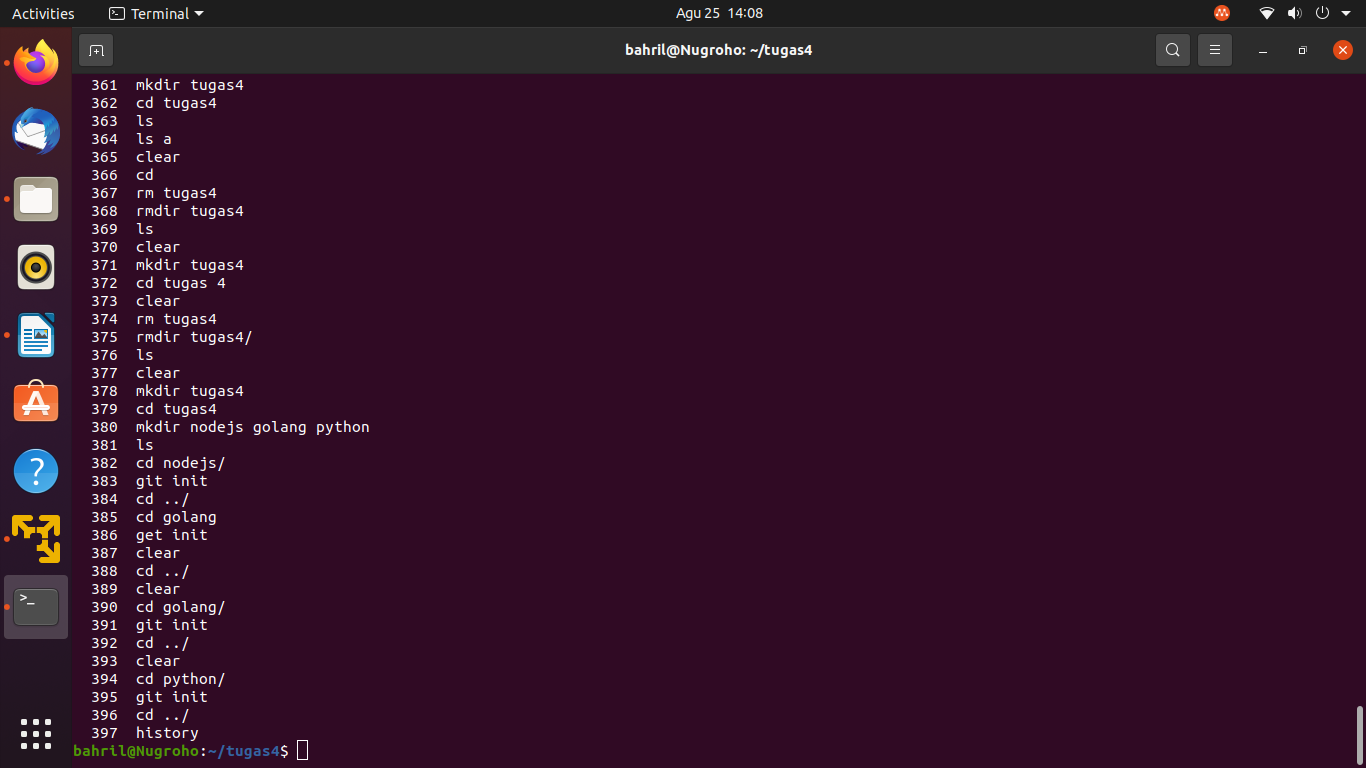 Activities Terminal Agu 25 14:08
bahril@Nugroho: ~/tugas4
361 mkdir tugas4
362 cd tugas4
363 ls
364 ls a
365 clear
366 cd
367 rm tugas4
368 rmdir tugas4
369 ls
370 clear
371 mkdir tugas4
372 cd tugas 4
373 clear
374 rm tugas4
375 rmdir tugas4/
376 ls
377 clear
378 mkdir tugas4
379 cd tugas4
380 mkdir nodejs golang python
381 ls
382 cd nodejs/
383 git init
384 cd ../
385 cd golang
386 get init
387 clear
388 cd ../
389 clear
390 cd golang/
391 git init
392 cd ../
393 clear
394 cd python/
395 git init
396 cd ../
397 history
bahril@Nugroho:~/tugas4$